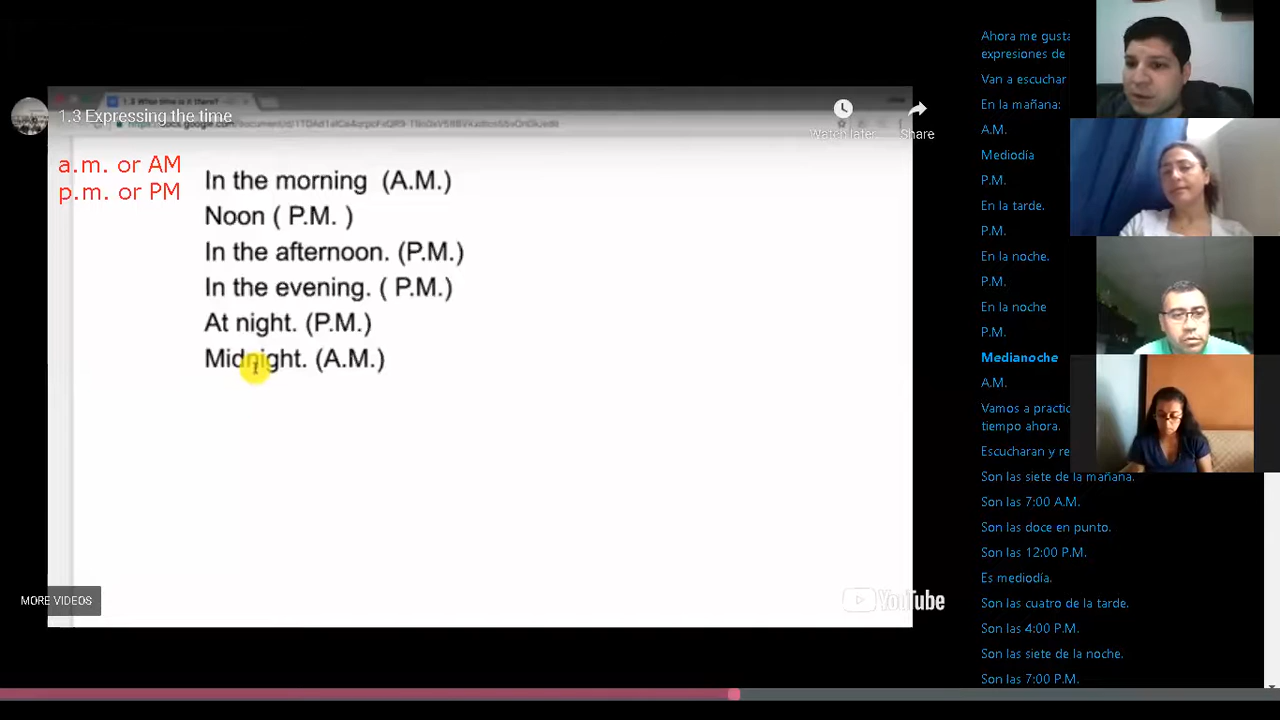 1.3 Expressing the time
Watch later
Share
a.m. or AM
p.m. or PM
In the morning (A.M.)
Noon ( P.M. )
In the afternoon. (P.M.)
In the evening. ( P.M.)
At night. (P.M.)
Midnight. (A.M.)
MORE VIDEOS
YouTube
Ahora me gusta
expresiones de
Van a escuchar
En la mañana:
A.M.
Mediodía
P.M.
En la tarde.
P.M.
En la noche.
P.M.
En la noche
P.M.
Medianoche
A.M.
Vamos a practic
tiempo ahora.
Escucharan y re
Son las siete de la mañana.
Son las 7:00 A.M.
Son las doce en punto.
Son las 12:00 P.M.
Es mediodía.
Son las cuatro de la tarde.
Son las 4:00 P.M.
Son las siete de la noche.
Son las 7:00 P.M.